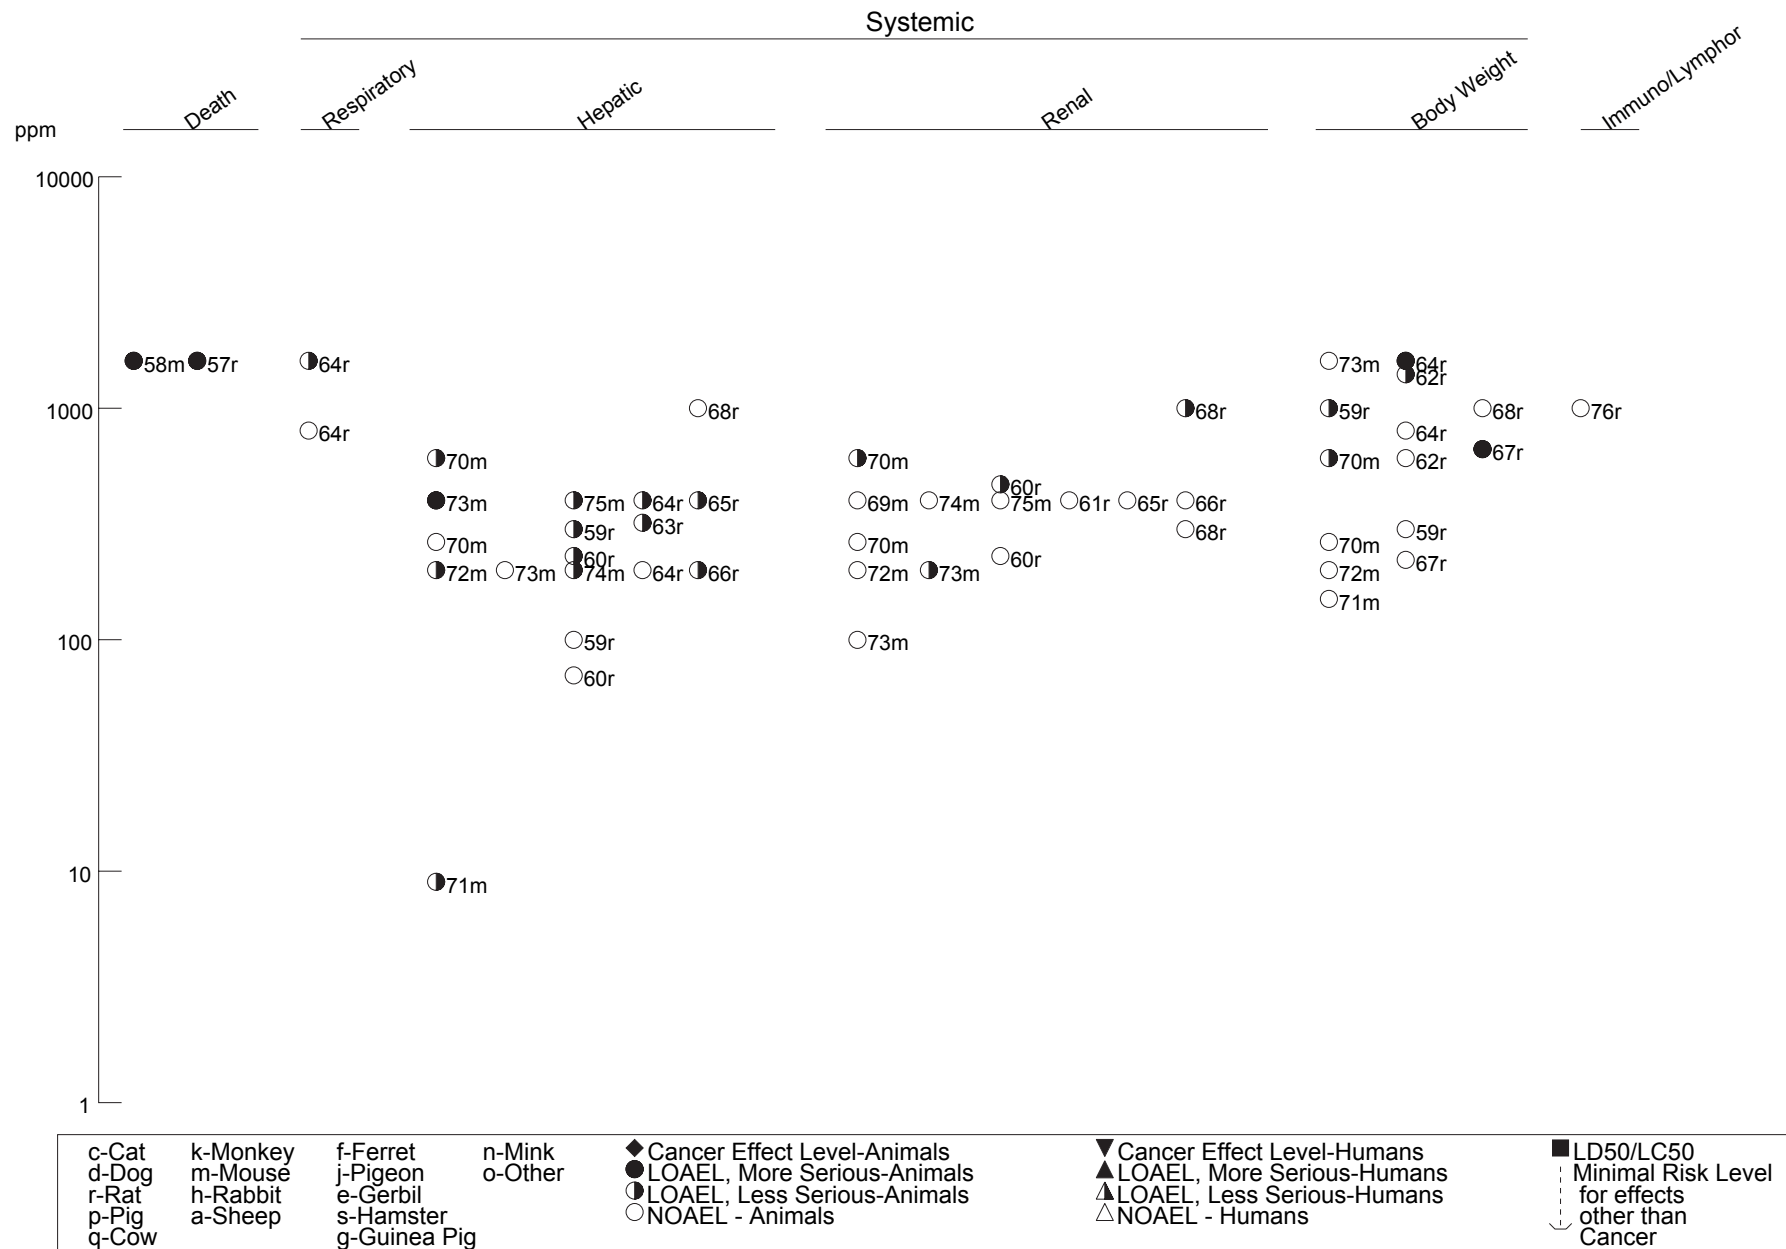 Systemic
Death
Respiratory
Hepatic
Renal
Body Weight
Immuno/Lymphor
ppm
10000
58m 57r 64r 73m 64r
62r
1000 68r 68r 59r 68r 76r
64r 64r
70m 70m 70m 62r 67r
60r
73m 75m 64r 65r 69m 74m 75m 61r 65r 66r
59r 63r 68r 59r
70m 60r 70m 60r 70m 67r
72m 73m 74m 64r 66r 72m 73m 72m
71m
100 59r 73m
60r
10 71m
1
c-Cat k-Monkey f-Ferret n-Mink Cancer Effect Level-Animals Cancer Effect Level-Humans LD50/LC50
d-Dog m-Mouse j-Pigeon o-Other LOAEL, More Serious-Animals LOAEL, More Serious-Humans Minimal Risk Level
r-Rat h-Rabbit e-Gerbil LOAEL, Less Serious-Animals LOAEL, Less Serious-Humans for effects
p-Pig a-Sheep s-Hamster NOAEL - Animals NOAEL - Humans other than
q-Cow g-Guinea Pig Cancer